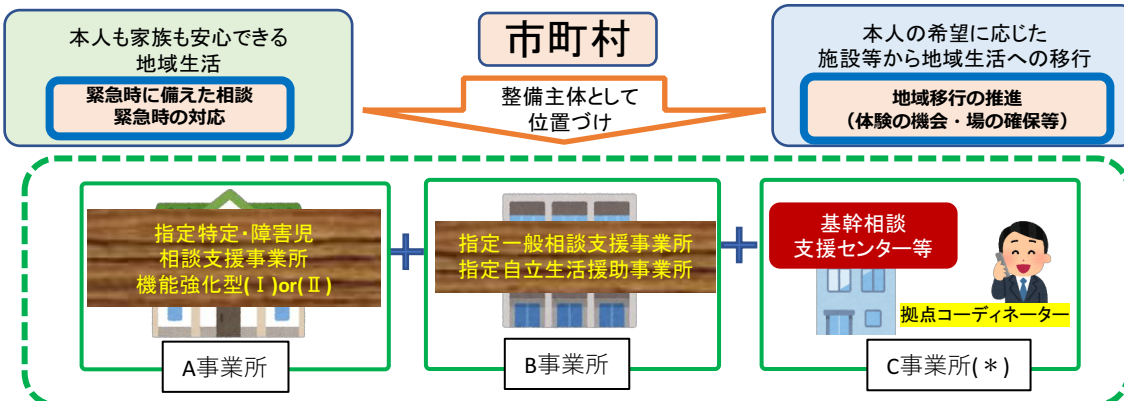 本人も家族も安心できる
地域生活
緊急時に備えた相談
緊急時の対応
市町村
整備主体として
位置づけ
本人の希望に応じた
施設等から地域生活への移行
地域移行の推進
（体験の機会・場の確保等）
指定特定・障害児
相談支援事業所
機能強化型(Ⅰ)or(Ⅱ)
A事業所
指定一般相談支援事業所
指定自立生活援助事業所
B事業所
基幹相談
支援センター等
拠点コーディネーター
C事業所(＊)